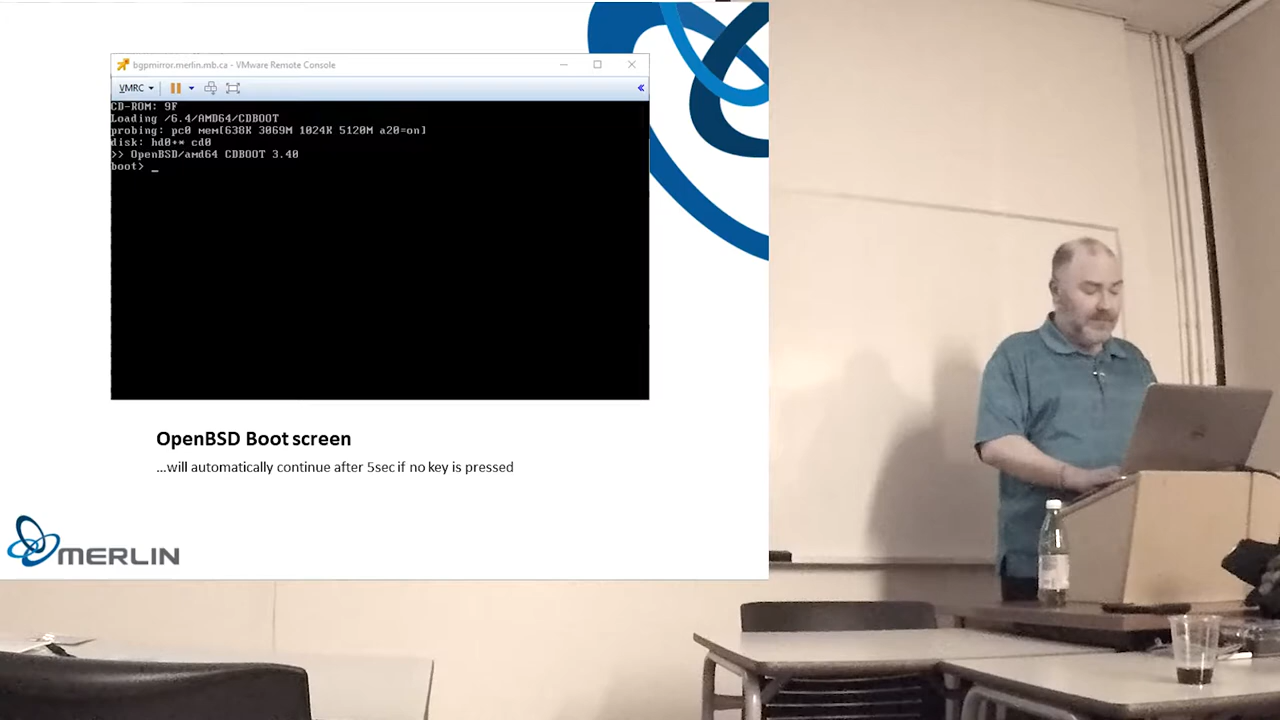 bgpmirror.merlin.mb.ca - VMware Remote Console
VMRC
CD-ROM: 9F
Loading /6.4/AMD64/CDBOOT
probing: pc0 mem[638K 3069M 1024K 5120M a20=on]
disk: hd0+* cd0
>> OpenBSD/amd64 CDBOOT 3.40
boot> _
OpenBSD Boot screen
...will automatically continue after 5sec if no key is pressed
MERLIN